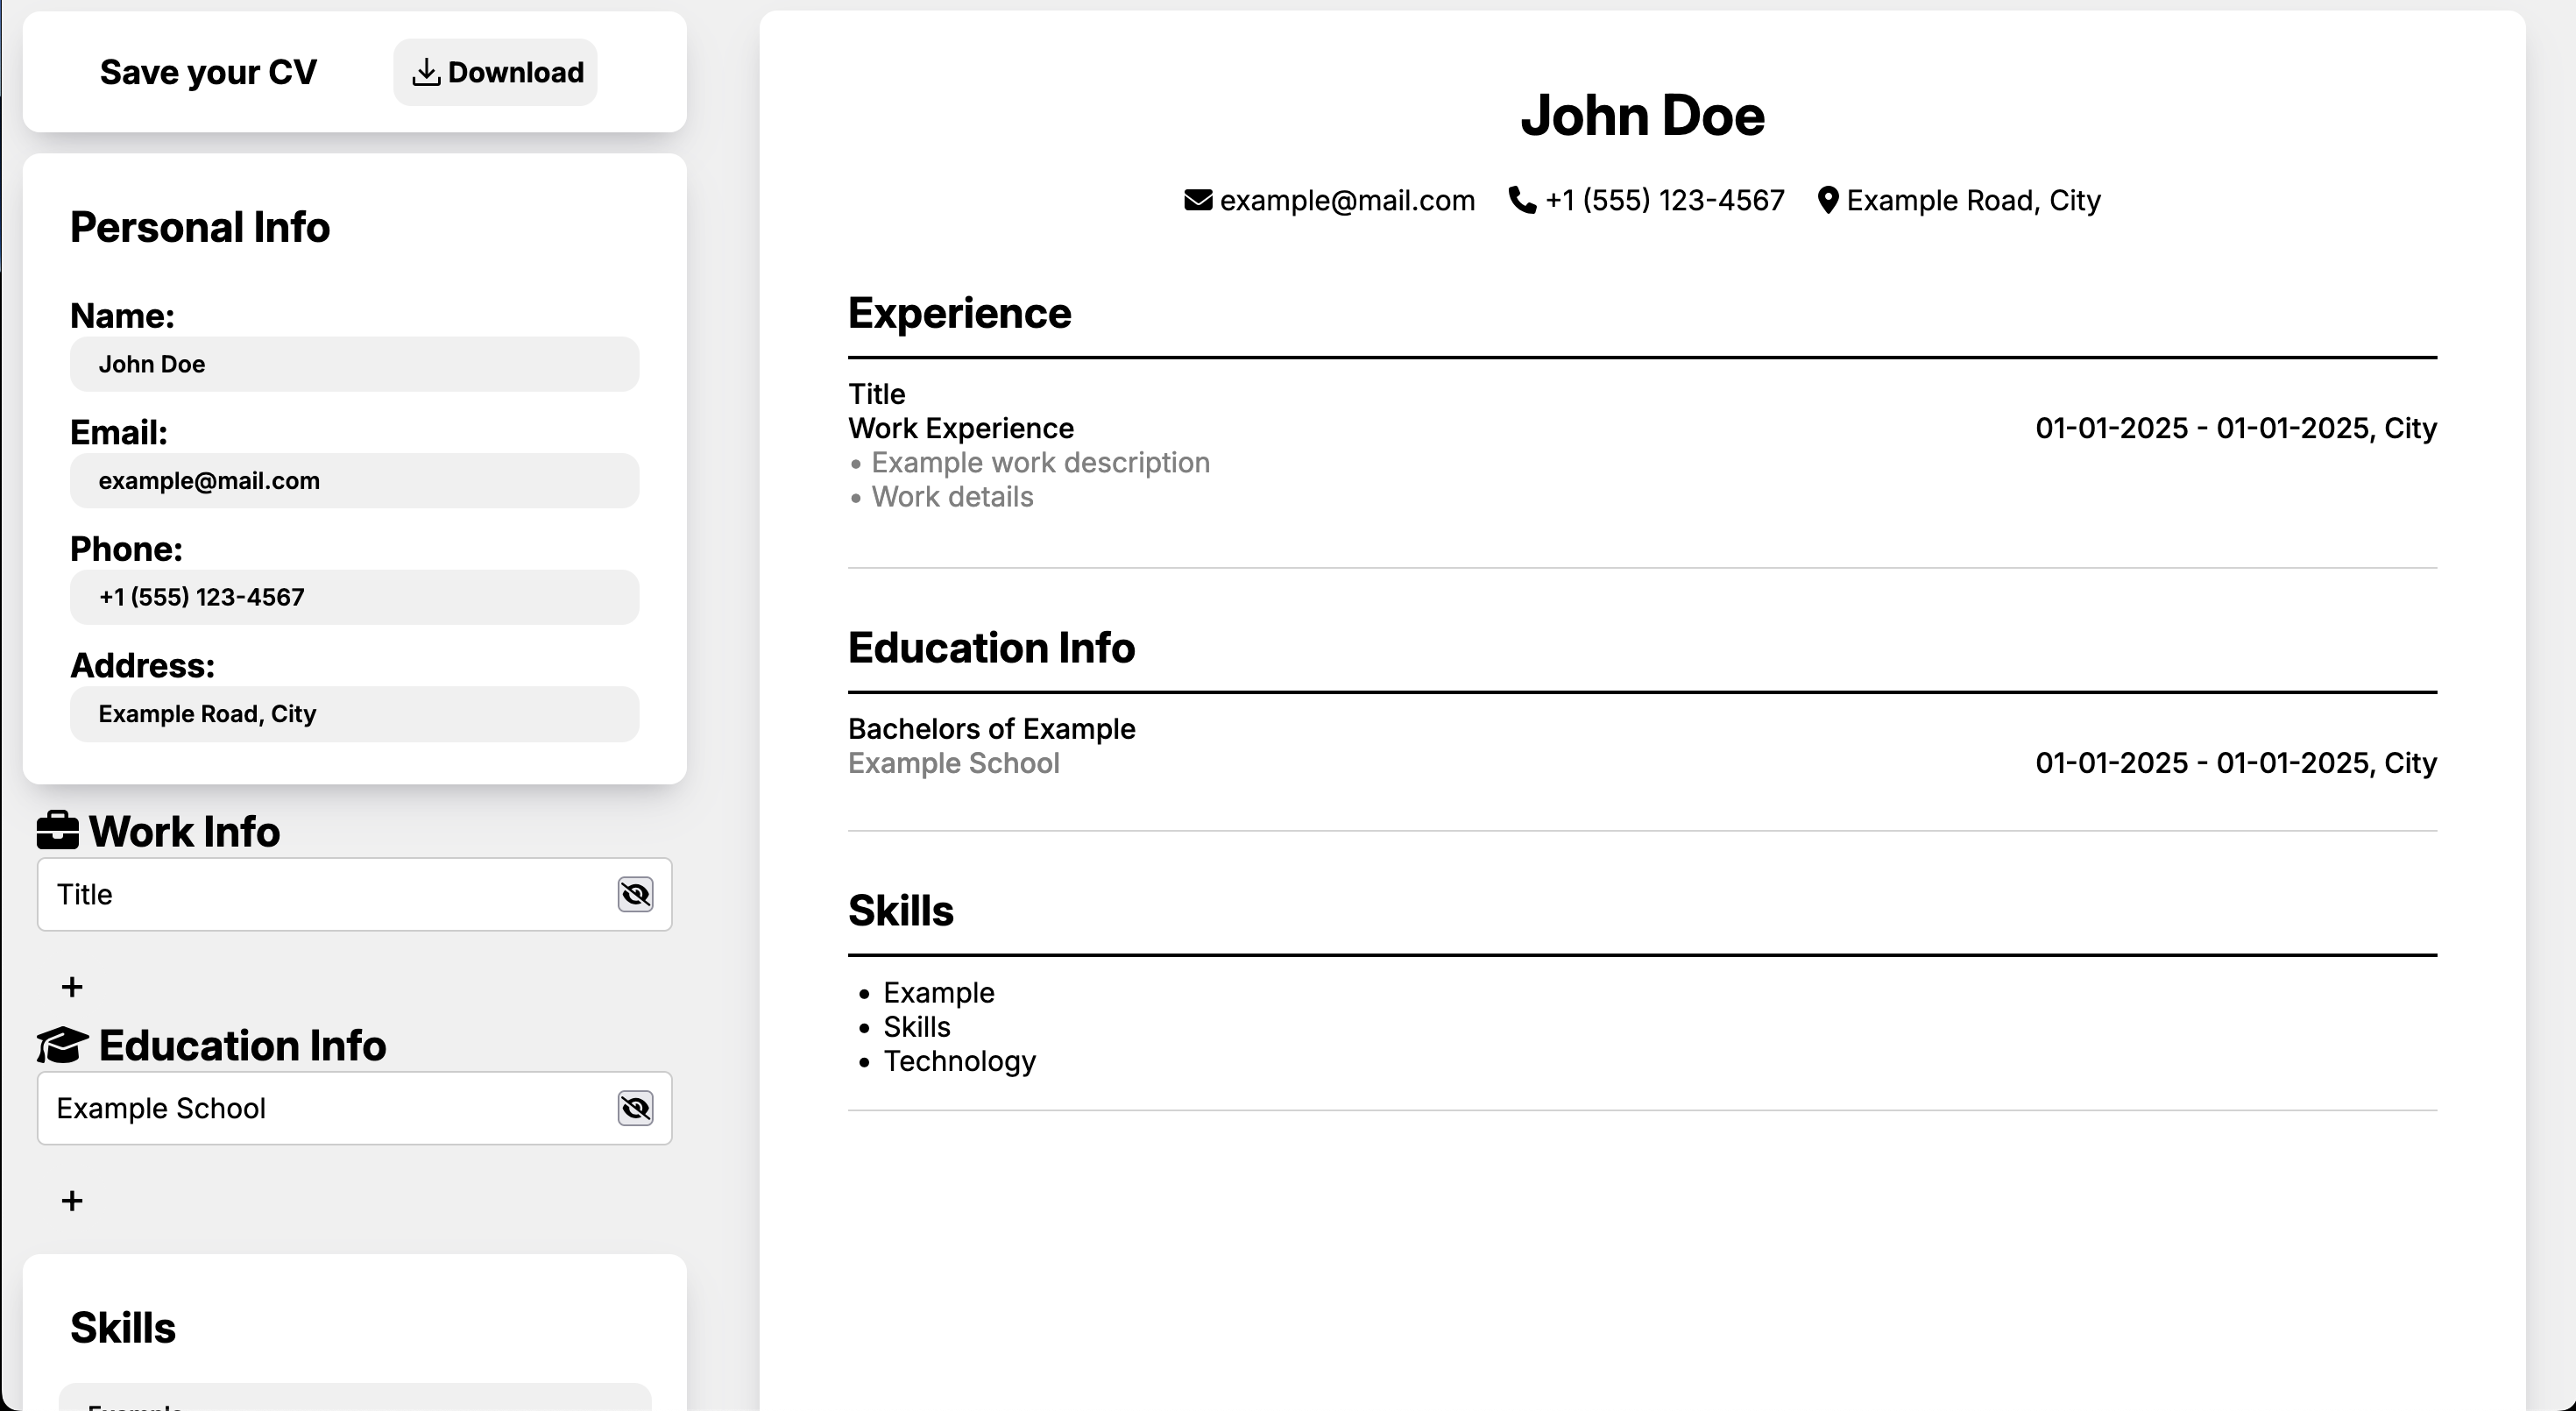 Save your CV
Download
Personal Info
Name:
John Doe
Email:
example@mail.com
Phone:
+1 (555) 123-4567
Address:
Example Road, City
Work Info
Title
+
Education Info
Example School
+
Skills
John Doe
example@mail.com +1 (555) 123-4567 Example Road, City
Experience
Title
Work Experience 01-01-2025 - 01-01-2025, City
• Example work description
• Work details
Education Info
Bachelors of Example
Example School 01-01-2025 - 01-01-2025, City
Skills
• Example
• Skills
• Technology